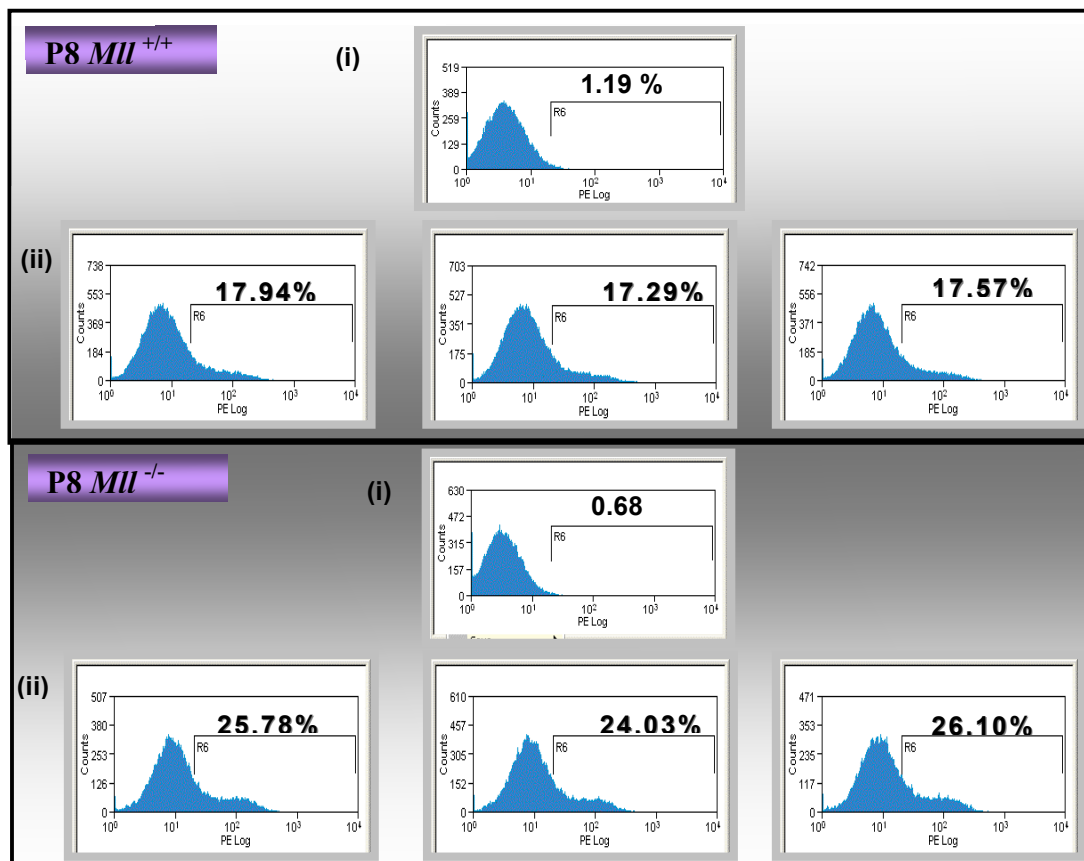 P8 Mll +/+
(i)
1.19 %
519
389
259
129
0
Counts
R6
10⁰ 10¹ 10² 10³ 10⁴
PE Log
(ii)
17.94%
738
553
369
184
0
Counts
R6
10⁰ 10¹ 10² 10³ 10⁴
PE Log
17.29%
703
527
351
175
0
Counts
R6
10⁰ 10¹ 10² 10³ 10⁴
PE Log
17.57%
742
556
371
185
0
Counts
R6
10⁰ 10¹ 10² 10³ 10⁴
PE Log
P8 Mll -/-
(i)
0.68
630
472
315
157
0
Counts
R6
10⁰ 10¹ 10² 10³ 10⁴
PE Log
(ii)
25.78%
507
380
253
126
0
Counts
R6
10⁰ 10¹ 10² 10³ 10⁴
PE Log
24.03%
610
457
305
152
0
Counts
R6
10⁰ 10¹ 10² 10³ 10⁴
PE Log
26.10%
471
353
235
117
0
Counts
R6
10⁰ 10¹ 10² 10³ 10⁴
PE Log